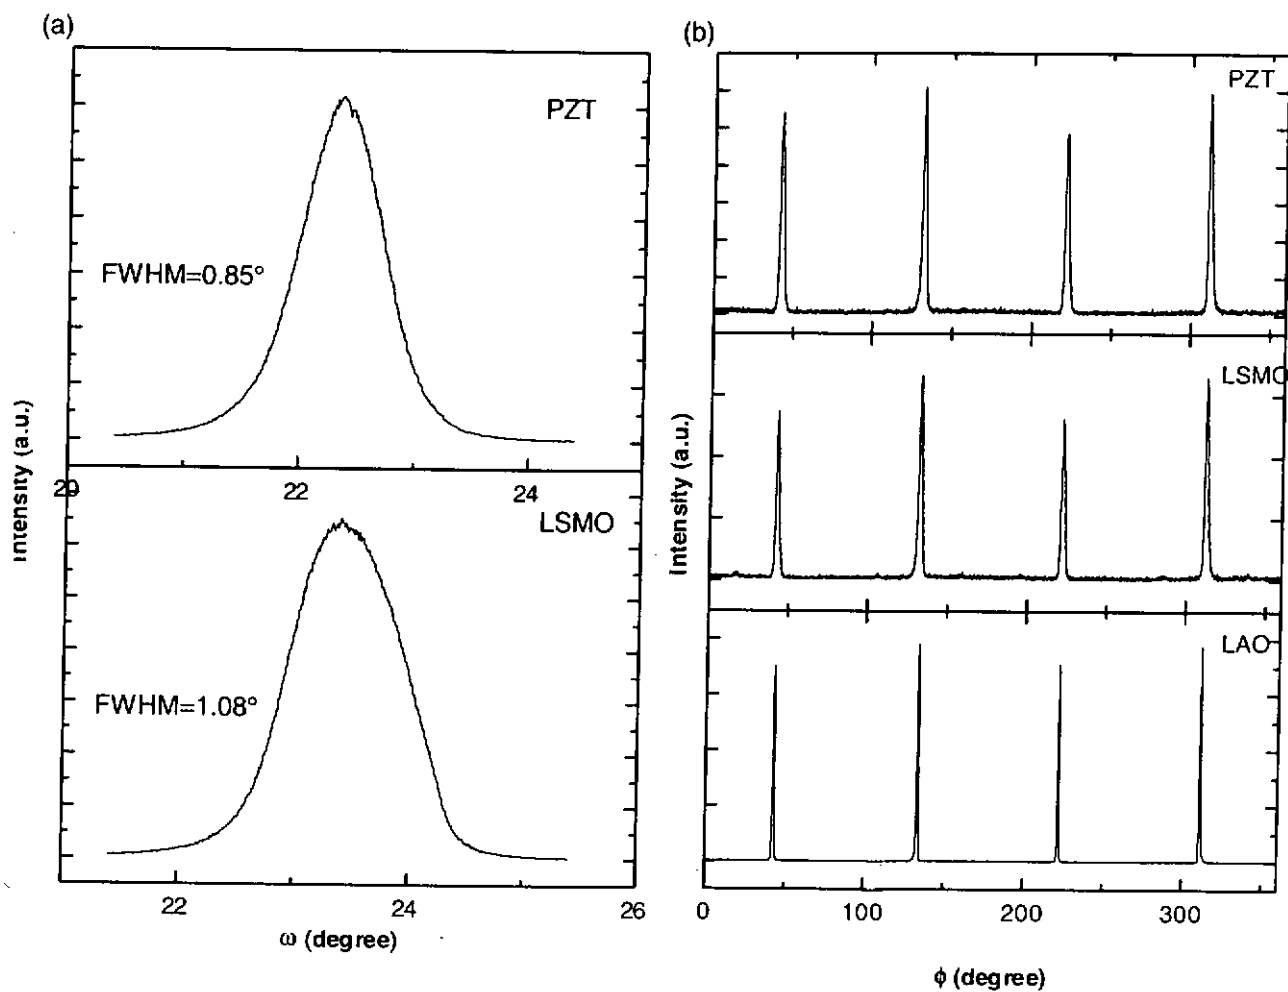 (a)
PZT
FWHM=0.85°
20 22 24
LSMO
FWHM=1.08°
22 24 26
Intensity (a.u.)
ω (degree)
(b)
PZT
LSMO
LAO
Intensity (a.u.)
0 100 200 300
ϕ (degree)